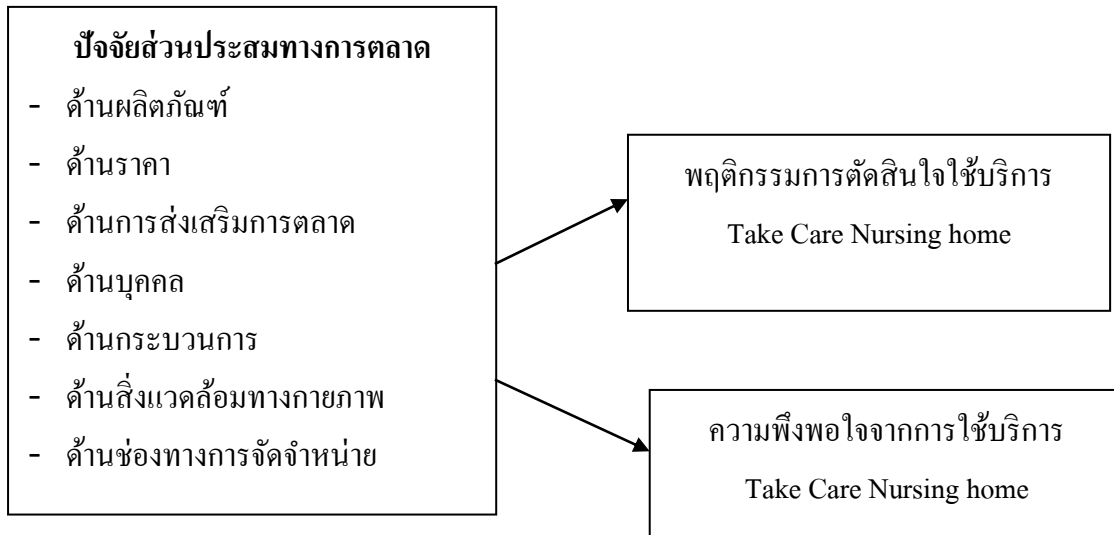 ปัจจัยส่วนประสมทางการตลาด
- ด้านผลิตภัณฑ์
- ด้านราคา
- ด้านการส่งเสริมการตลาด
- ด้านบุคคล
- ด้านกระบวนการ
- ด้านสิ่งแวดล้อมทางกายภาพ
- ด้านช่องทางการจัดจำหน่าย
พฤติกรรมการตัดสินใจใช้บริการ
Take Care Nursing home
ความพึงพอใจจากการใช้บริการ
Take Care Nursing home